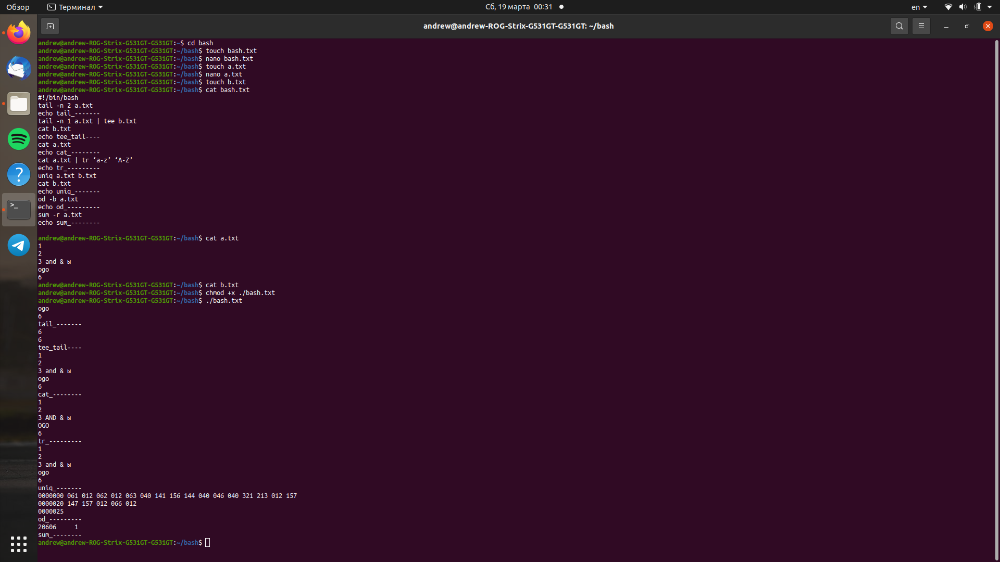 Обзор
Терминал
Сб, 19 марта 00:31
en
andrew@andrew-ROG-Strix-G531GT-G531GT: ~/bash
andrew@andrew-ROG-Strix-G531GT-G531GT:~$ cd bash
andrew@andrew-ROG-Strix-G531GT-G531GT:~/bash$ touch bash.txt
andrew@andrew-ROG-Strix-G531GT-G531GT:~/bash$ nano bash.txt
andrew@andrew-ROG-Strix-G531GT-G531GT:~/bash$ touch a.txt
andrew@andrew-ROG-Strix-G531GT-G531GT:~/bash$ nano a.txt
andrew@andrew-ROG-Strix-G531GT-G531GT:~/bash$ touch b.txt
andrew@andrew-ROG-Strix-G531GT-G531GT:~/bash$ cat bash.txt
#!/bin/bash
tail -n 2 a.txt
echo tail_-------
tail -n 1 a.txt | tee b.txt
cat b.txt
echo tee_tail----
cat a.txt
echo cat_--------
cat a.txt | tr ‘a-z’ ‘A-Z’
echo tr_---------
uniq a.txt b.txt
cat b.txt
echo uniq_-------
od -b a.txt
echo od_---------
sum -r a.txt
echo sum_--------
andrew@andrew-ROG-Strix-G531GT-G531GT:~/bash$ cat a.txt
1
2
3 and & ы
ogo
6
andrew@andrew-ROG-Strix-G531GT-G531GT:~/bash$ cat b.txt
andrew@andrew-ROG-Strix-G531GT-G531GT:~/bash$ chmod +x ./bash.txt
andrew@andrew-ROG-Strix-G531GT-G531GT:~/bash$ ./bash.txt
ogo
6
tail_-------
6
6
tee_tail----
1
2
3 and & ы
ogo
6
cat_--------
1
2
3 AND & ы
OGO
6
tr_---------
1
2
3 and & ы
ogo
6
uniq_-------
0000000 061 012 062 012 063 040 141 156 144 040 046 040 321 213 012 157
0000020 147 157 012 066 012
0000025
od_---------
20606     1
sum_--------
andrew@andrew-ROG-Strix-G531GT-G531GT:~/bash$